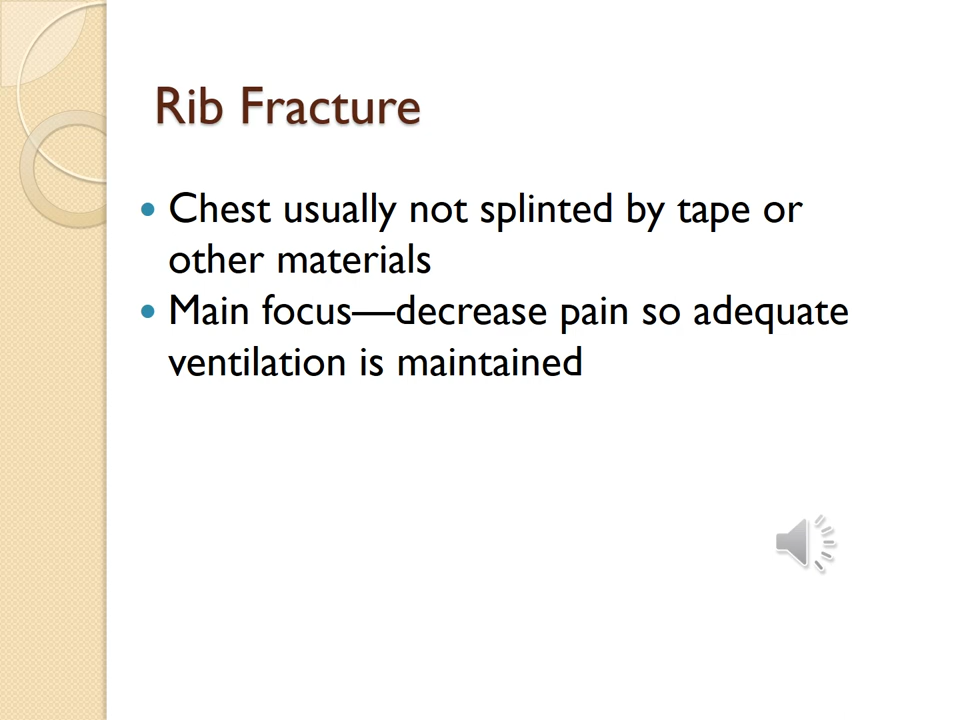 Rib Fracture
• Chest usually not splinted by tape or
other materials
• Main focus—decrease pain so adequate
ventilation is maintained